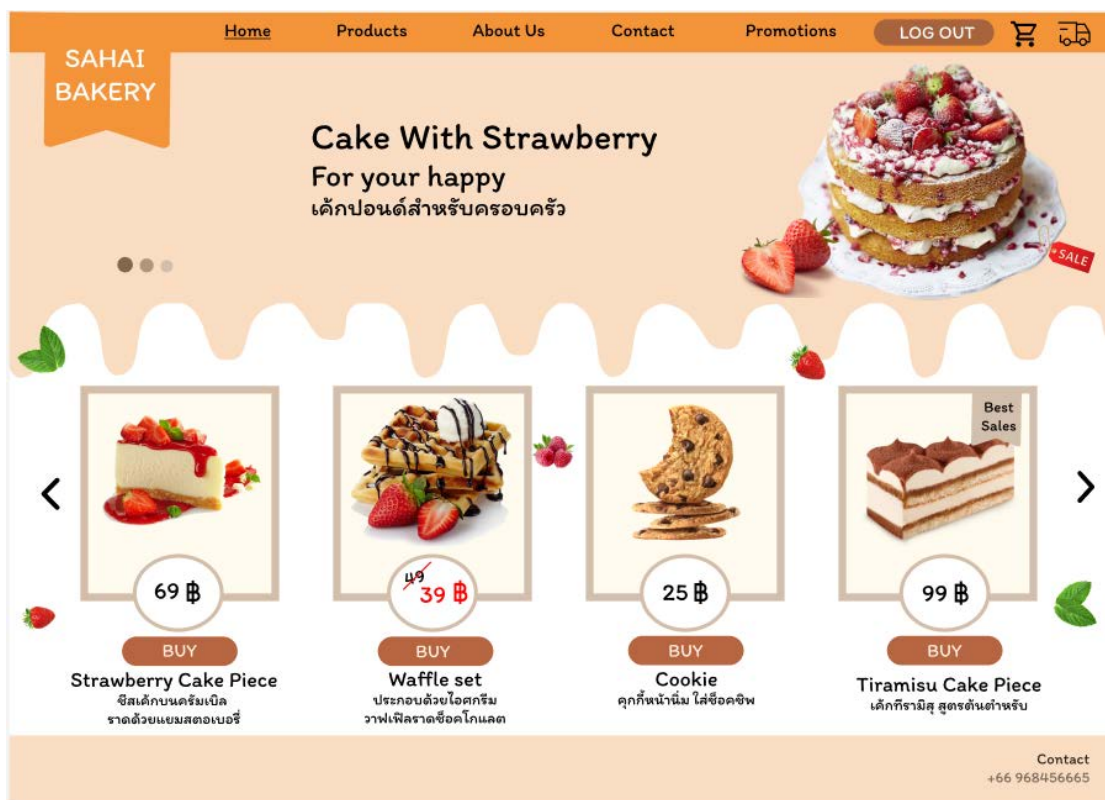 Home Products About Us Contact Promotions LOG OUT
SAHAI
BAKERY
Cake With Strawberry
For your happy
เค้กปอนด์สำหรับครอบครัว
SALE
Best
Sales
69 ฿
49
39 ฿
25 ฿
99 ฿
BUY
BUY
BUY
BUY
Strawberry Cake Piece
ชีสเค้กบนครัมเบิล
ราดด้วยแยมสตอเบอรี่
Waffle set
ประกอบด้วยไอศกรีม
วาฟเฟิลราดช็อคโกแลต
Cookie
คุกกี้หน้านิ่ม ใส่ช็อคชิพ
Tiramisu Cake Piece
เค้กทีรามิสุ สูตรต้นตำหรับ
Contact
+66 968456665